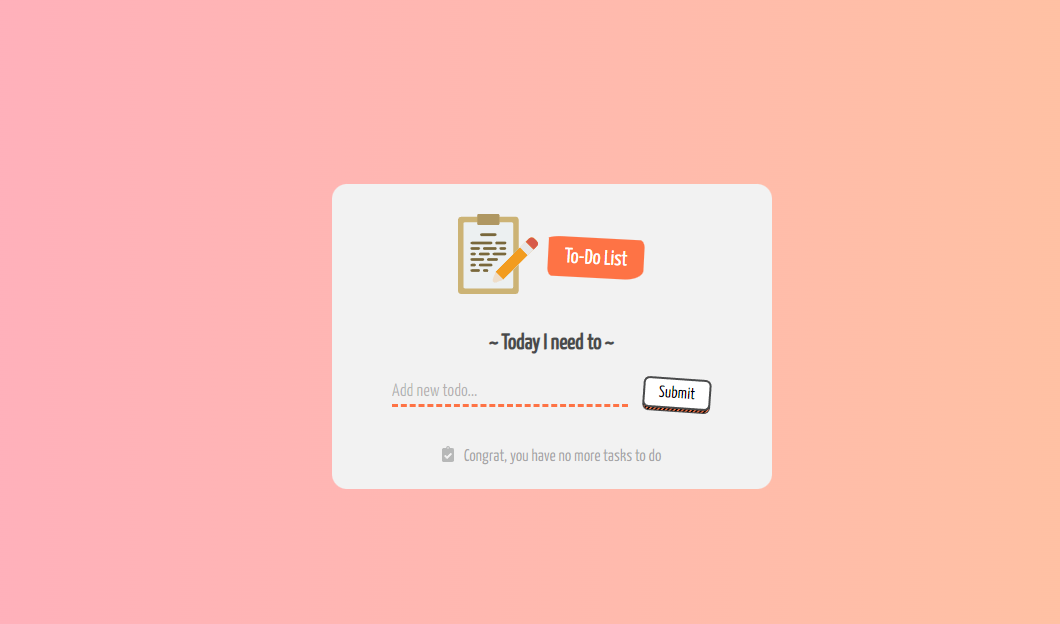 To-Do List
~ Today I need to ~
Add new todo...
Submit
Congrat, you have no more tasks to do